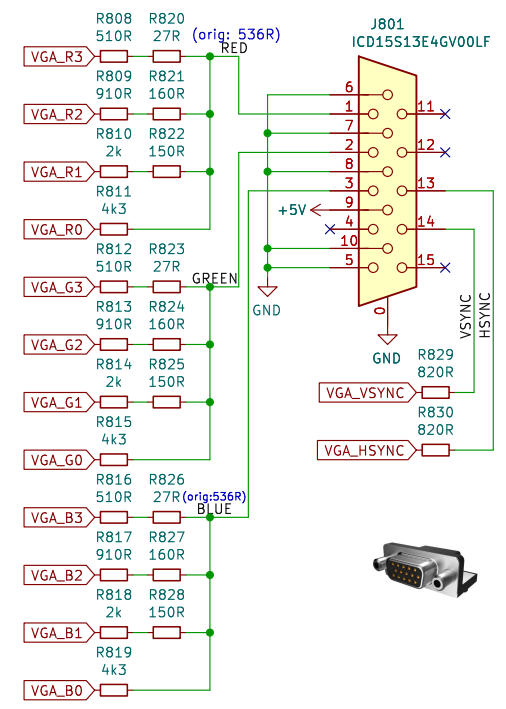 R808 R820
510R 27R (orig: 536R)
RED
VGA_R3
R809 R821
910R 160R
VGA_R2
R810 R822
2k 150R
VGA_R1
R811
4k3
VGA_R0
R812 R823
510R 27R
GREEN
VGA_G3
R813 R824
910R 160R
VGA_G2
R814 R825
2k 150R
VGA_G1
R815
4k3
VGA_G0
R816 R826
510R 27R (orig:536R)
BLUE
VGA_B3
R817 R827
910R 160R
VGA_B2
R818 R828
2k 150R
VGA_B1
R819
4k3
VGA_B0
J801
ICD15S13E4GV00LF
6
1 11
7
2 12
8
3 13
+5V 9
4 14
10
5 15
0
GND
GND
VSYNC
HSYNC
R829
820R
VGA_VSYNC
R830
820R
VGA_HSYNC